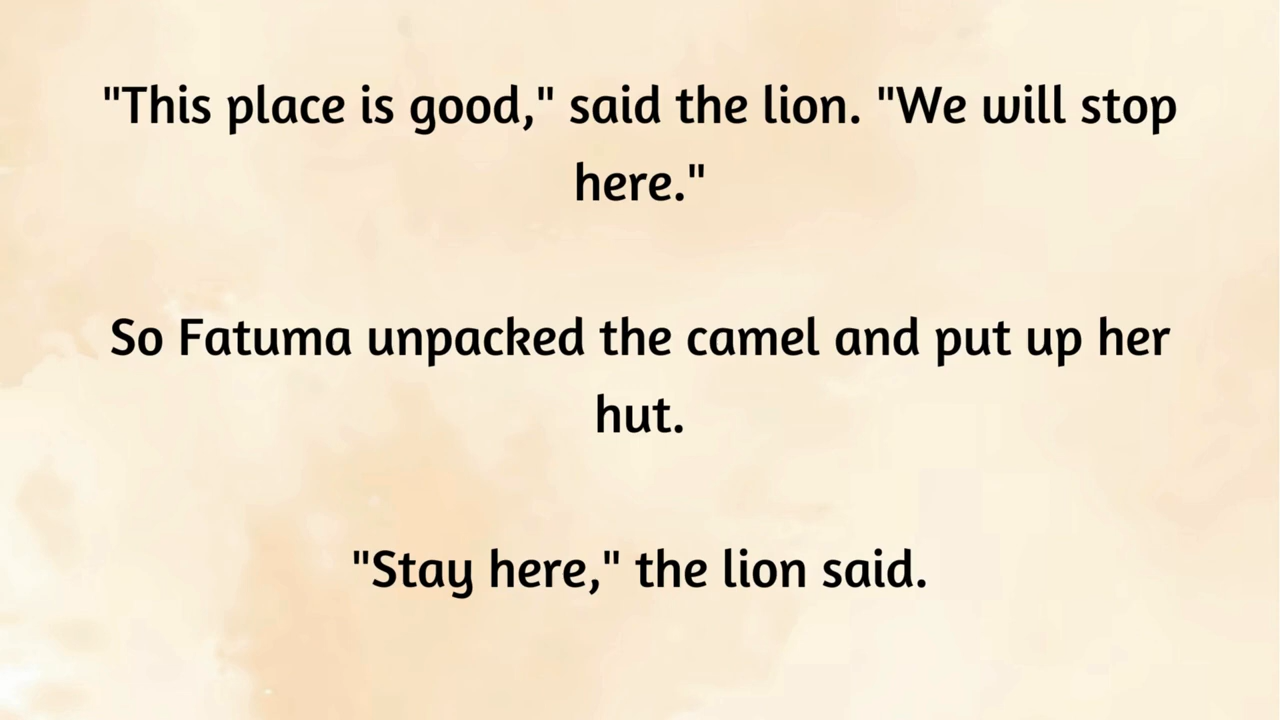 "This place is good," said the lion. "We will stop
here."
So Fatuma unpacked the camel and put up her
hut.
"Stay here," the lion said.